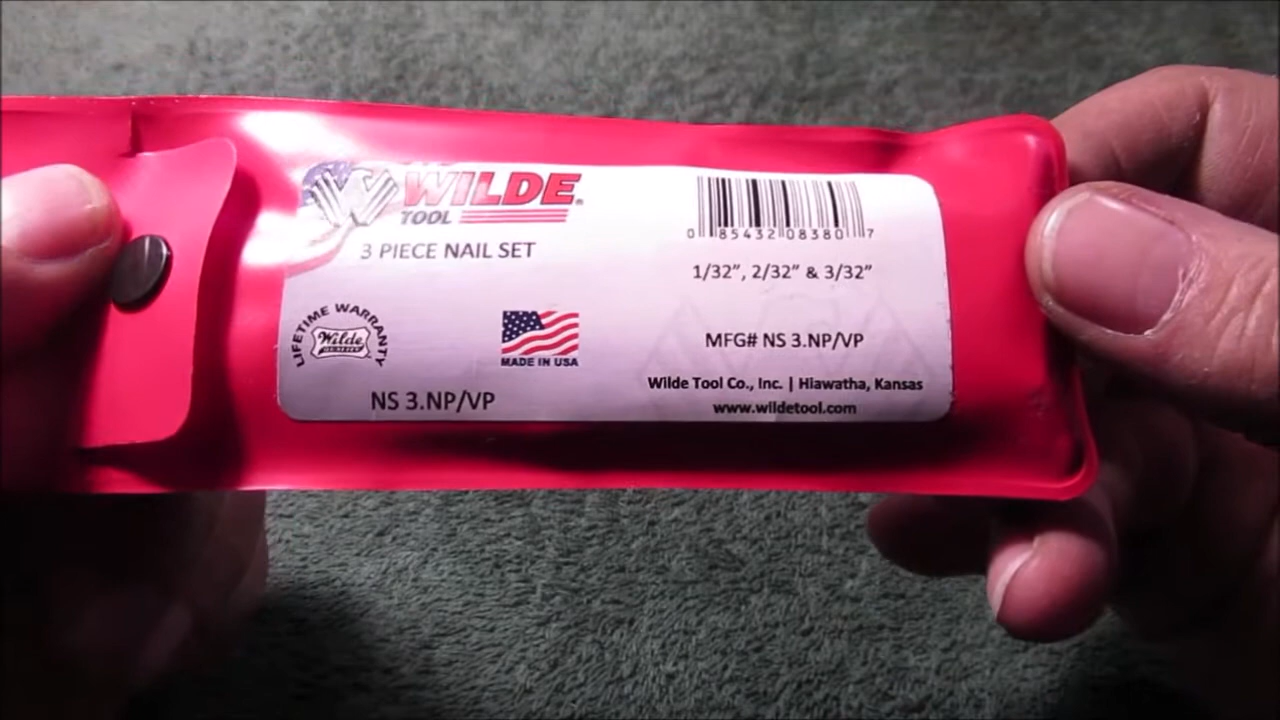 WILDE®
TOOL
3 PIECE NAIL SET
LIFETIME WARRANTY
Wilde
QUALITY
MADE IN USA
NS 3.NP/VP
0 85432 08380 7
1/32”, 2/32” & 3/32”
MFG# NS 3.NP/VP
Wilde Tool Co., Inc. | Hiawatha, Kansas
www.wildetool.com